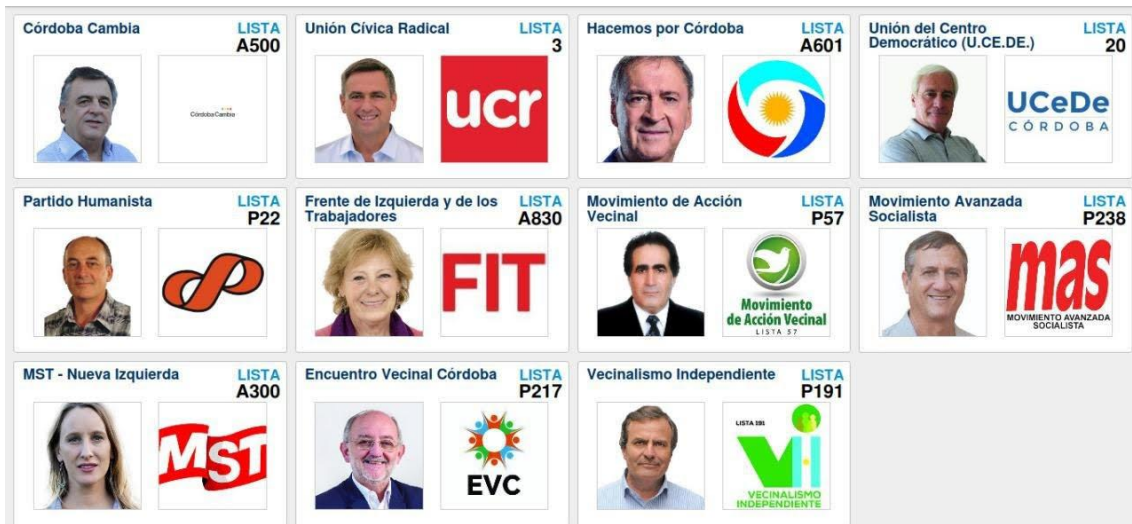 Córdoba Cambia
LISTA
A500
Córdoba Cambia
Unión Cívica Radical
LISTA
3
ucr
Hacemos por Córdoba
LISTA
A601
Unión del Centro
Democrático (U.CE.DE.)
LISTA
20
UCeDe
CÓRDOBA
Partido Humanista
LISTA
P22
Frente de Izquierda y de los
Trabajadores
LISTA
A830
FIT
Movimiento de Acción
Vecinal
LISTA
P57
Movimiento
de Acción Vecinal
LISTA 57
Movimiento Avanzada
Socialista
LISTA
P238
mas
MOVIMIENTO AVANZADA
SOCIALISTA
MST - Nueva Izquierda
LISTA
A300
MST
Encuentro Vecinal Córdoba
LISTA
P217
EVC
Vecinalismo Independiente
LISTA
P191
LISTA 191
Vi
VECINALISMO
INDEPENDIENTE